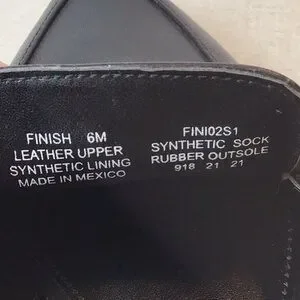 FINISH 6M
LEATHER UPPER
SYNTHETIC LINING
MADE IN MEXICO
FINI02S1
SYNTHETIC SOCK
RUBBER OUTSOLE
918 21 21